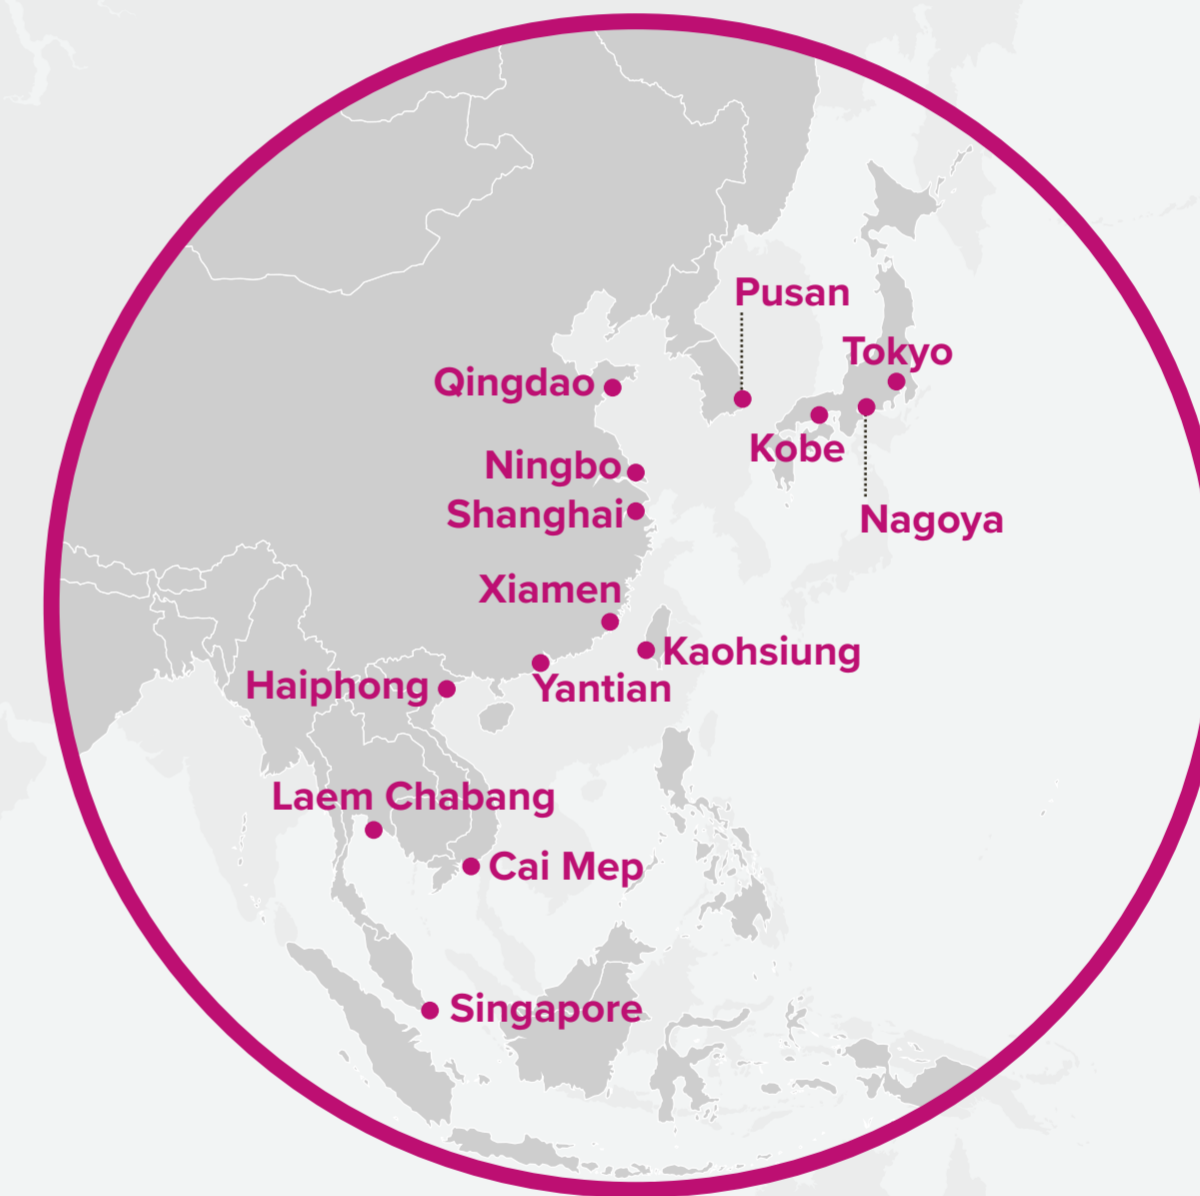 Pusan
Tokyo
Qingdao
Kobe
Ningbo
Shanghai
Nagoya
Xiamen
Kaohsiung
Haiphong
Yantian
Laem Chabang
Cai Mep
Singapore